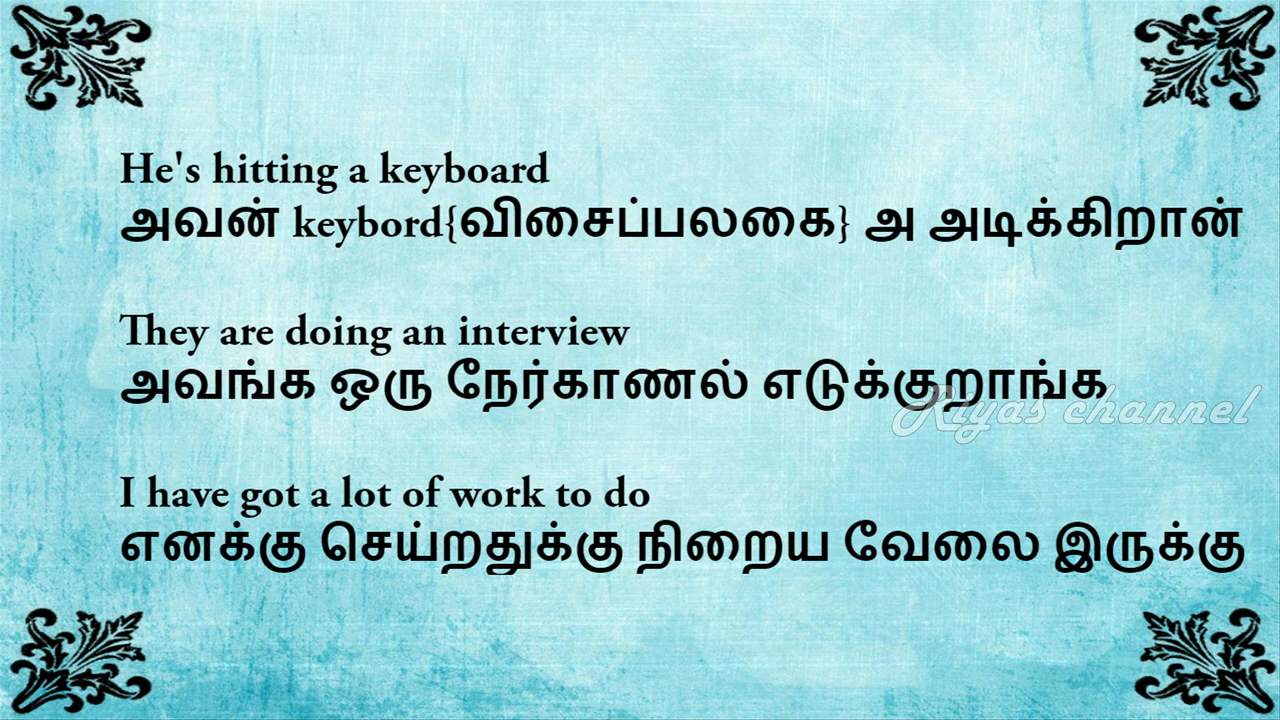 He's hitting a keyboard
அவன் keybord{விசைப்பலகை} அ அடிக்கிறான்
They are doing an interview
அவங்க ஒரு நேர்காணல் எடுக்குறாங்க
Riyas channel
I have got a lot of work to do
எனக்கு செய்றதுக்கு நிறைய வேலை இருக்கு